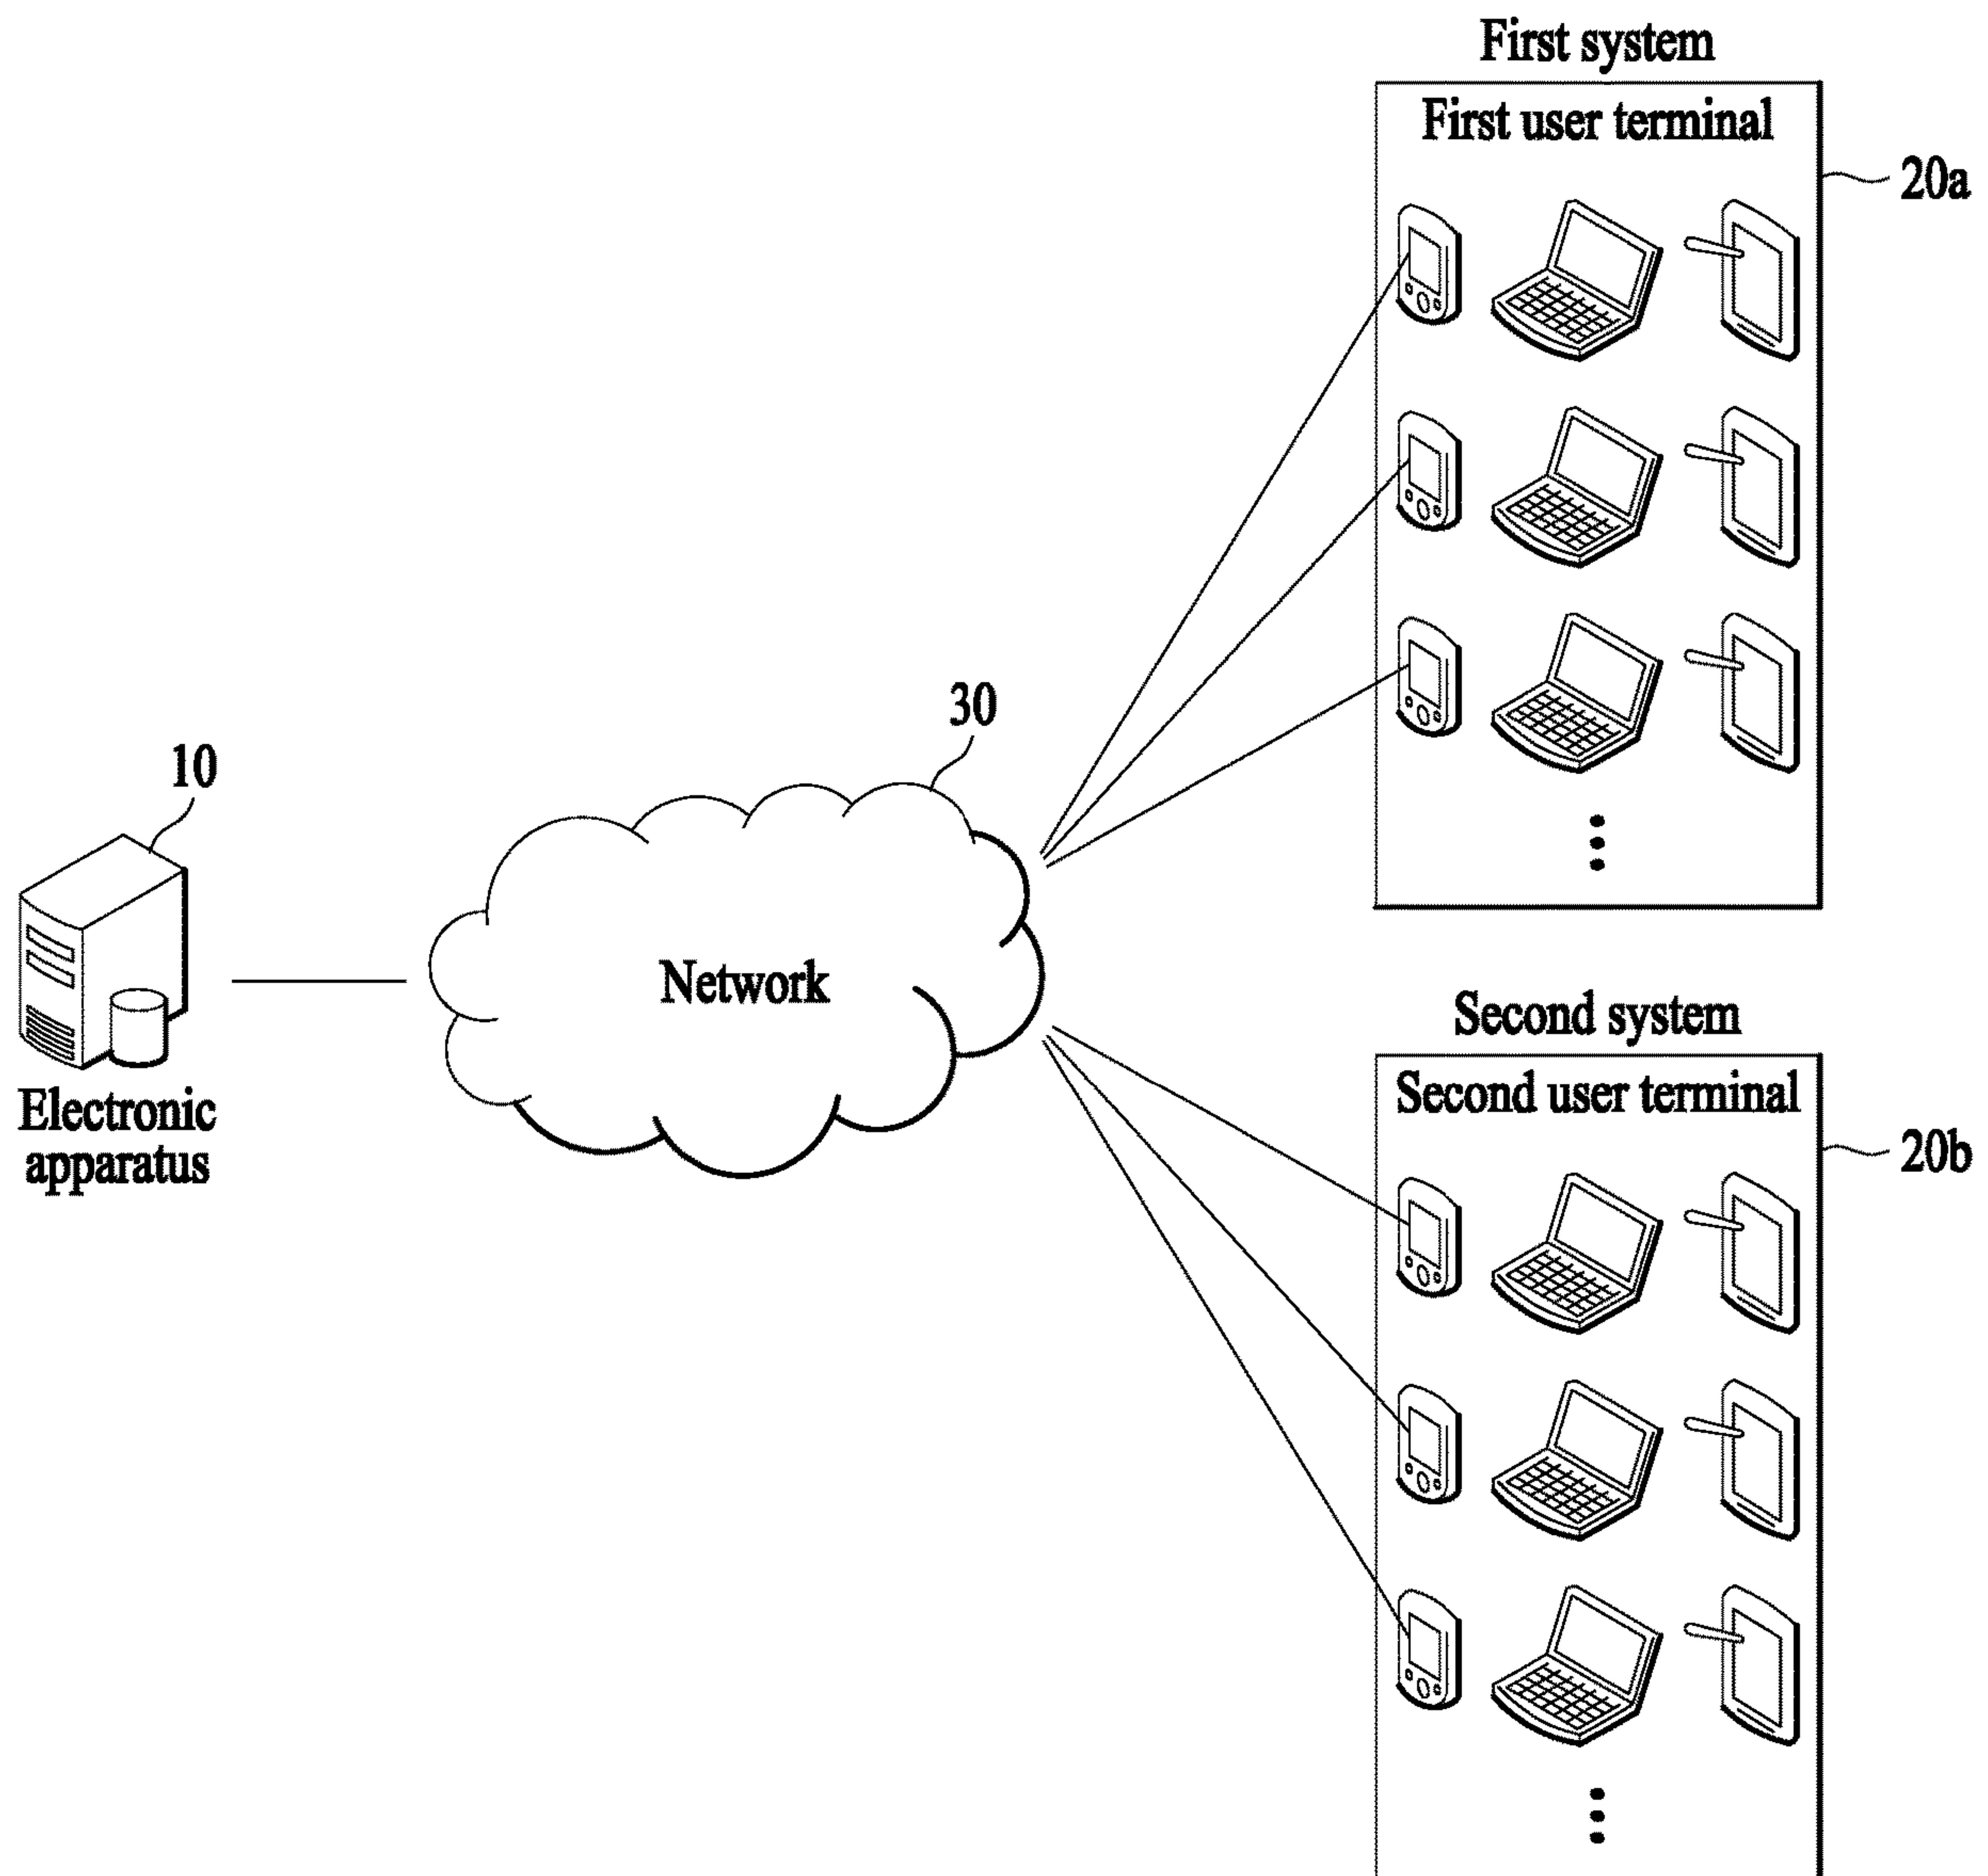 First system
First user terminal
20a
30
10
Network
Electronic
apparatus
Second system
Second user terminal
20b